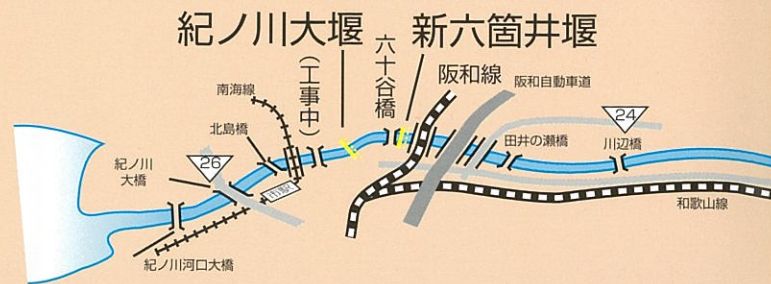 紀ノ川大堰
六十谷橋
新六箇井堰
(工事中)
南海線
北島橋
紀ノ川
大橋
26
市駅
紀ノ川河口大橋
阪和線
阪和自動車道
24
田井の瀬橋
川辺橋
和歌山線